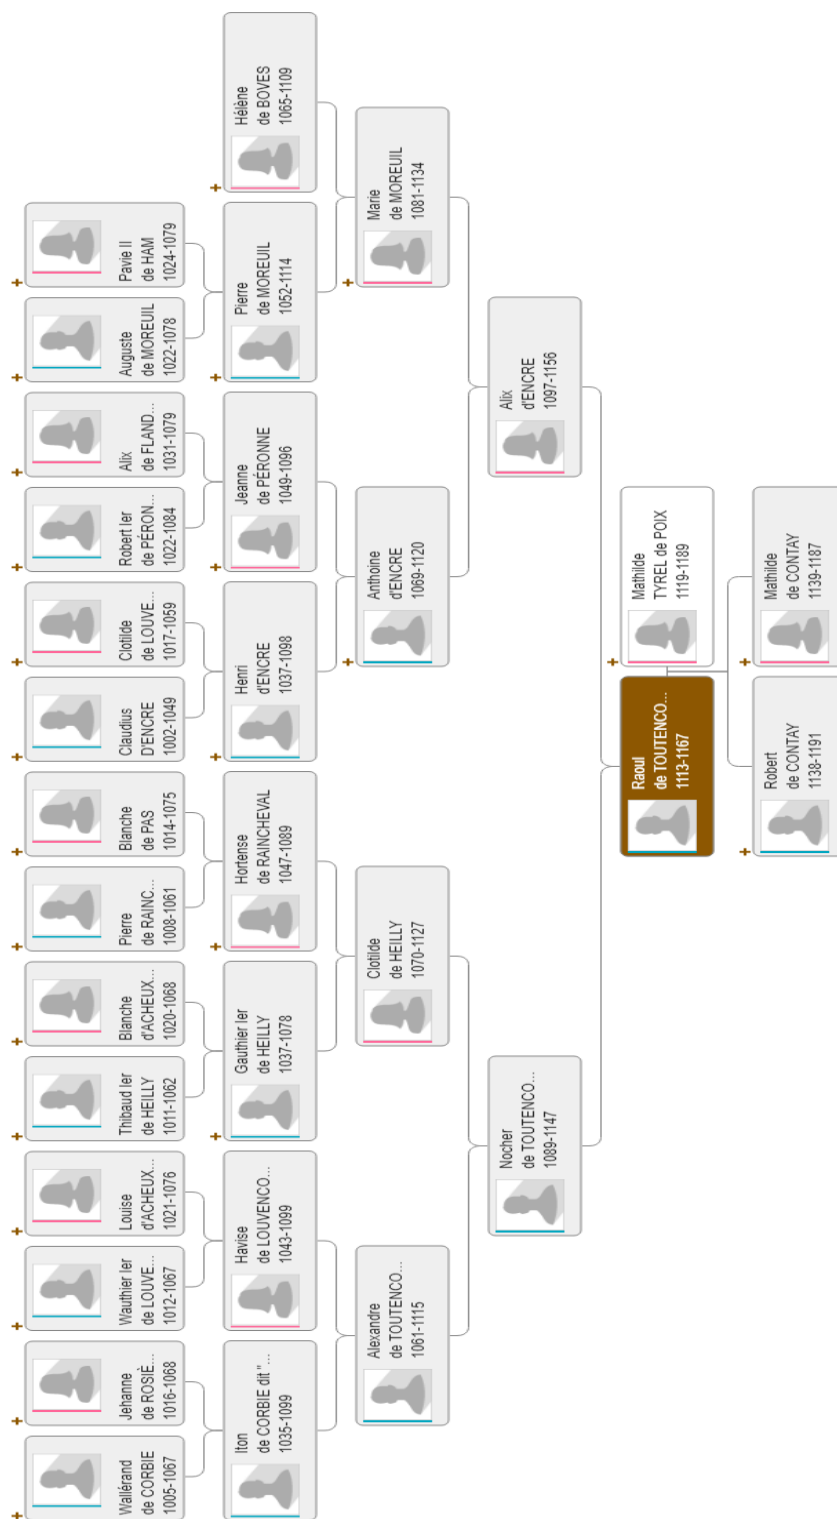 Wallérand
de CORBIE
1005-1067
Jehanne
de ROSIÈ...
1016-1068
Wauthier Ier
de LOUVE...
1012-1067
Louise
d'ACHEUX...
1021-1076
Thibaud Ier
de HEILLY
1011-1062
Blanche
d'ACHEUX...
1020-1068
Pierre
de RAINC...
1008-1061
Blanche
de PAS
1014-1075
Claudius
D'ENCRE
1002-1049
Clotilde
de LOUVE...
1017-1059
Robert Ier
de PÉRON...
1022-1084
Alix
de FLAND...
1031-1079
Auguste
de MOREUIL
1022-1078
Pavie II
de HAM
1024-1079
Iton
de CORBIE dit "...
1035-1099
Havise
de LOUVENCO...
1043-1099
Gauthier Ier
de HEILLY
1037-1078
Hortense
de RAINCHEVAL
1047-1089
Henri
d'ENCRE
1037-1098
Jeanne
de PÉRONNE
1049-1096
Pierre
de MOREUIL
1052-1114
Hélène
de BOVES
1065-1109
Alexandre
de TOUTENCO...
1061-1115
Clotilde
de HEILLY
1070-1127
Anthoine
d'ENCRE
1069-1120
Marie
de MOREUIL
1081-1134
Nocher
de TOUTENCO...
1089-1147
Alix
d'ENCRE
1097-1156
Raoul
de TOUTENCO...
1113-1167
Mathilde
TYREL de POIX
1119-1189
Robert
de CONTAY
1138-1191
Mathilde
de CONTAY
1139-1187